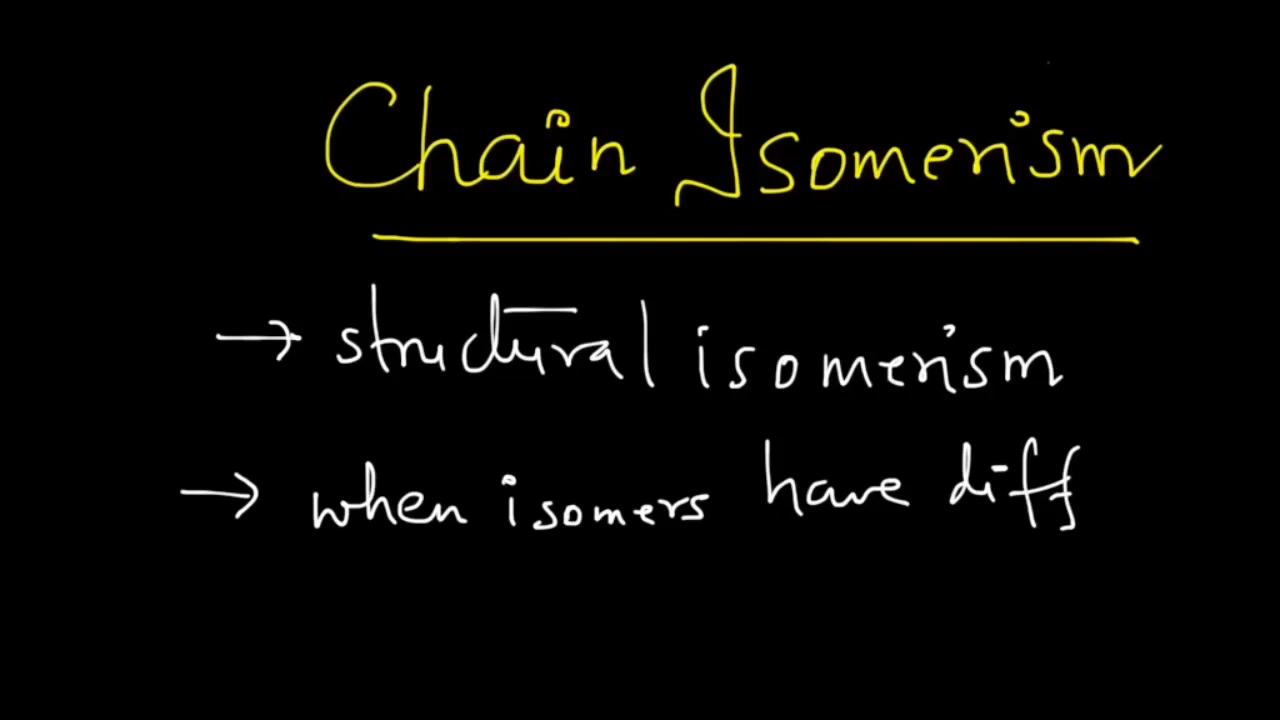 Chain Isomerism
→ structural isomerism
→ when isomers have diff